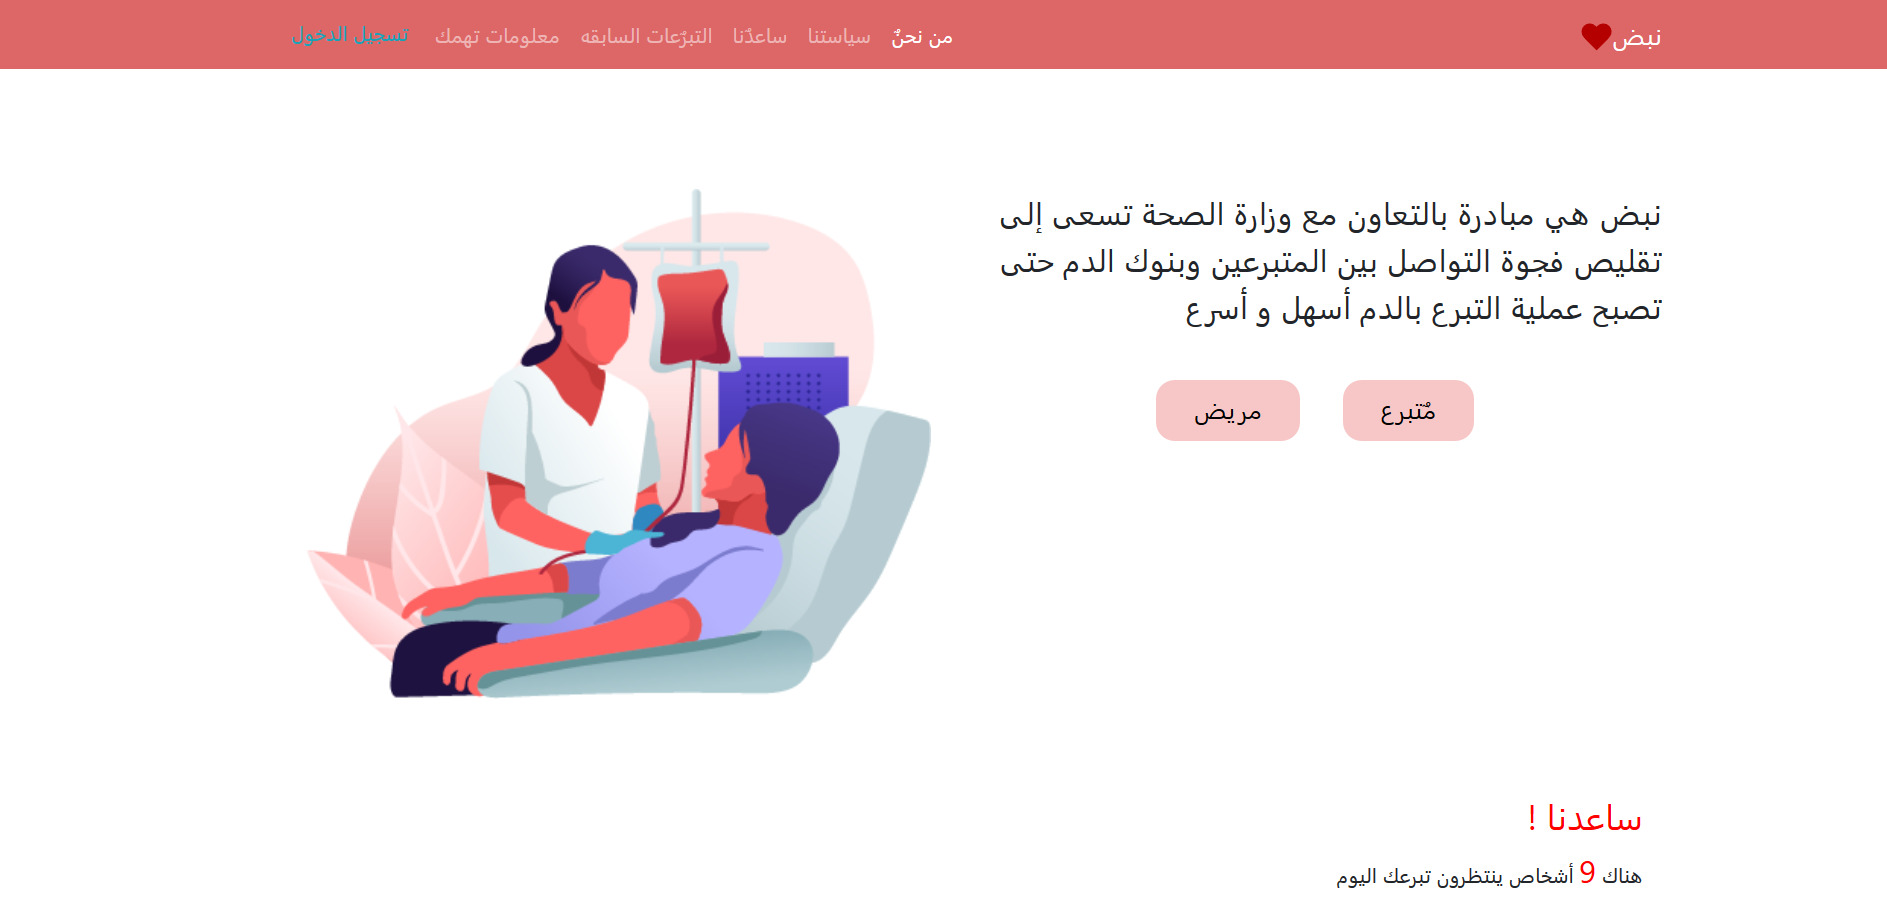 نبض
من نحنٌ
سياستنا
ساعدٌنا
التبرٌعات السابقه
معلومات تهمك
تسجيل الدخول
نبض هي مبادرة بالتعاون مع وزارة الصحة تسعى إلى
تقليص فجوة التواصل بين المتبرعين وبنوك الدم حتى
تصبح عملية التبرع بالدم أسهل و أسرع
مٌتبرع
مريض
ساعدنا !
هناك 9 أشخاص ينتظرون تبرعك اليوم